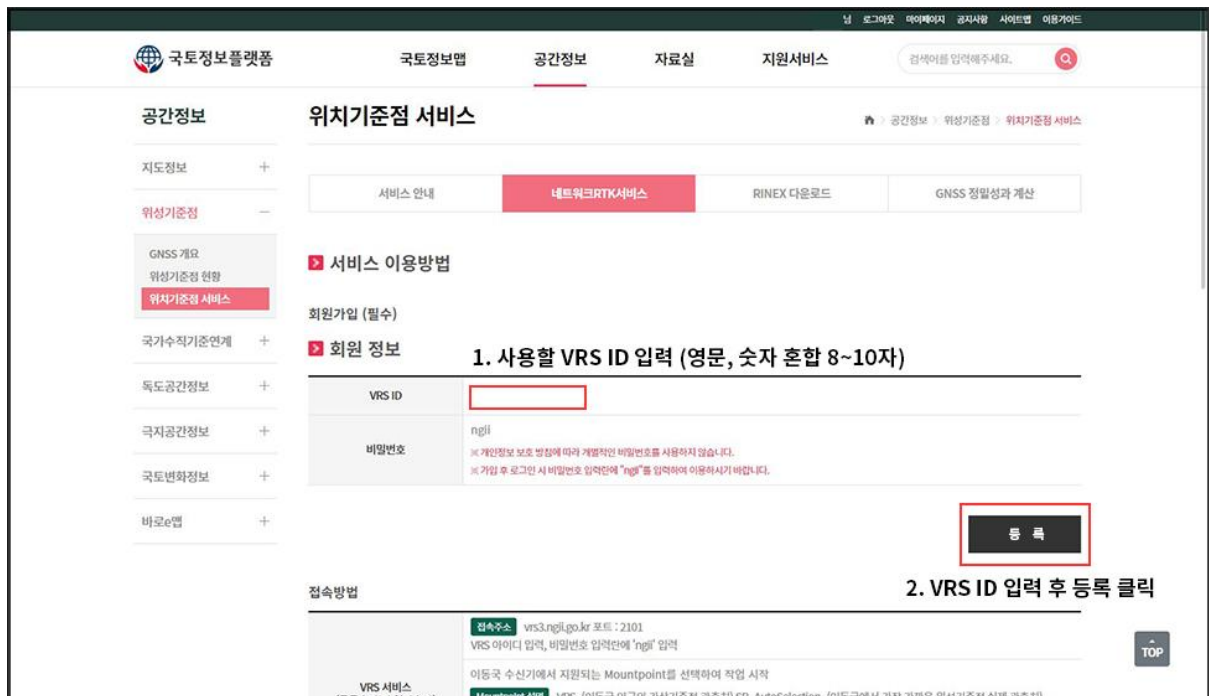 님 로그아웃 마이페이지 공지사항 사이트맵 이용가이드
국토정보플랫폼
국토정보맵 공간정보 자료실 지원서비스
검색어를 입력해주세요.
공간정보
위치기준점 서비스
공간정보 > 위성기준점 > 위치기준점 서비스
지도정보
위성기준점
GNSS 개요
위성기준점 현황
위치기준점 서비스
국가수직기준연계
독도공간정보
극지공간정보
국토변화정보
바로e맵
서비스 안내 네트워크RTK서비스 RINEX 다운로드 GNSS 정밀성과 계산
서비스 이용방법
회원가입 (필수)
회원 정보
1. 사용할 VRS ID 입력 (영문, 숫자 혼합 8~10자)
VRS ID
비밀번호
ngii
※ 개인정보 보호 방침에 따라 개별적인 비밀번호를 사용하지 않습니다.
※ 가입 후 로그인 시 비밀번호 입력란에 "ngii"를 입력하여 이용하시기 바랍니다.
등 록
2. VRS ID 입력 후 등록 클릭
접속방법
접속주소 vrs3.ngii.go.kr 포트 : 2101
VRS 아이디 입력, 비밀번호 입력란에 'ngii' 입력
이동국 수신기에서 지원되는 Mountpoint를 선택하여 작업 시작
VRS 서비스
TOP